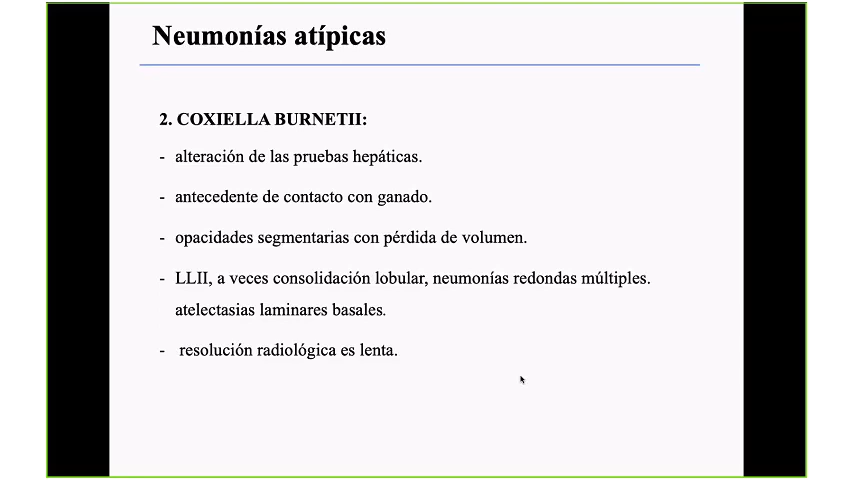 Neumonías atípicas
2. COXIELLA BURNETII:
- alteración de las pruebas hepáticas.
- antecedente de contacto con ganado.
- opacidades segmentarias con pérdida de volumen.
- LLII, a veces consolidación lobular, neumonías redondas múltiples.
atelectasias laminares basales.
- resolución radiológica es lenta.